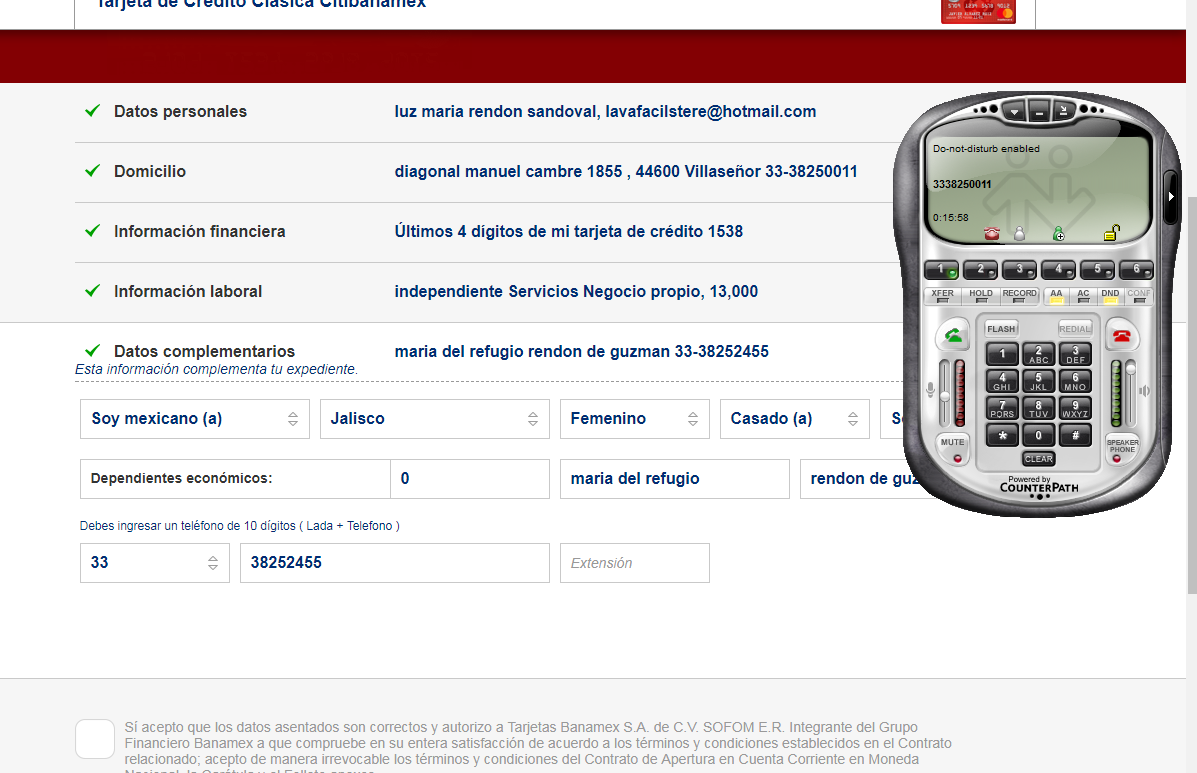 Tarjeta de Crédito Clásica Citibanamex
Datos personales
luz maria rendon sandoval, lavafacilstere@hotmail.com
Domicilio
diagonal manuel cambre 1855 , 44600 Villaseñor 33-38250011
Información financiera
Últimos 4 dígitos de mi tarjeta de crédito 1538
Información laboral
independiente Servicios Negocio propio, 13,000
Datos complementarios
maria del refugio rendon de guzman 33-38252455
Esta información complementa tu expediente.
Soy mexicano (a)
Jalisco
Femenino
Casado (a)
Dependientes económicos:
0
maria del refugio
rendon de
Debes ingresar un teléfono de 10 dígitos ( Lada + Telefono )
33
38252455
Extensión
Sí acepto que los datos asentados son correctos y autorizo a Tarjetas Banamex S.A. de C.V. SOFOM E.R. Integrante del Grupo
Financiero Banamex a que compruebe en su entera satisfacción de acuerdo a los términos y condiciones establecidos en el Contrato
relacionado; acepto de manera irrevocable los términos y condiciones del Contrato de Apertura en Cuenta Corriente en Moneda
Do-not-disturb enabled
3338250011
0:15:58
1 2 3 4 5 6
XFER HOLD RECORD AA AC DND CONF
FLASH REDIAL
1 2 ABC 3 DEF
4 GHI 5 JKL 6 MNO
7 PQRS 8 TUV 9 WXYZ
* 0 #
MUTE
SPEAKER PHONE
CLEAR
Powered by
COUNTERPATH